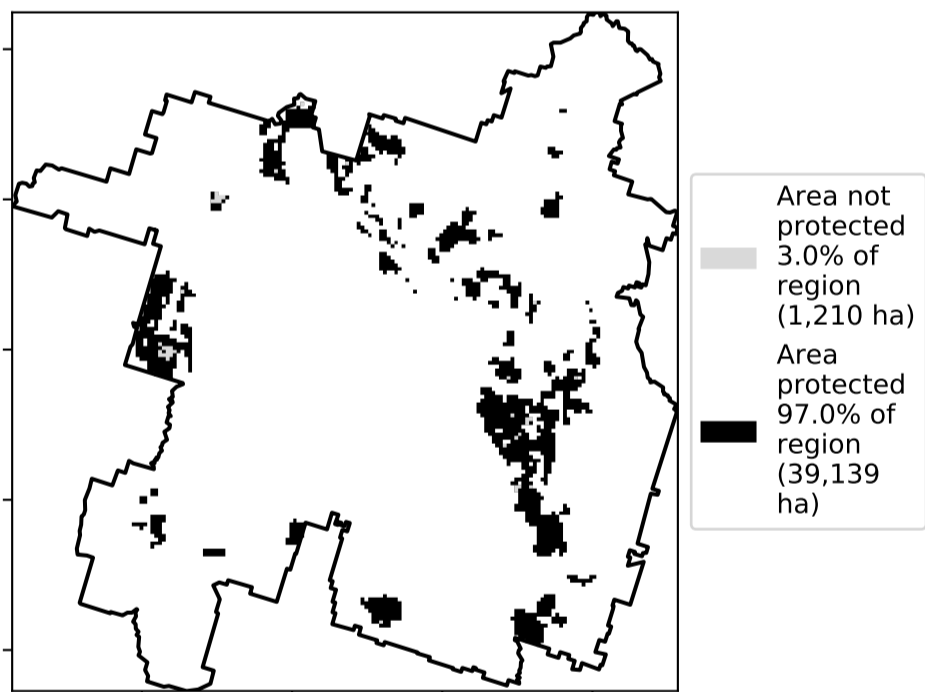 Area not
protected
3.0% of
region
(1,210 ha)
Area
protected
97.0% of
region
(39,139
ha)